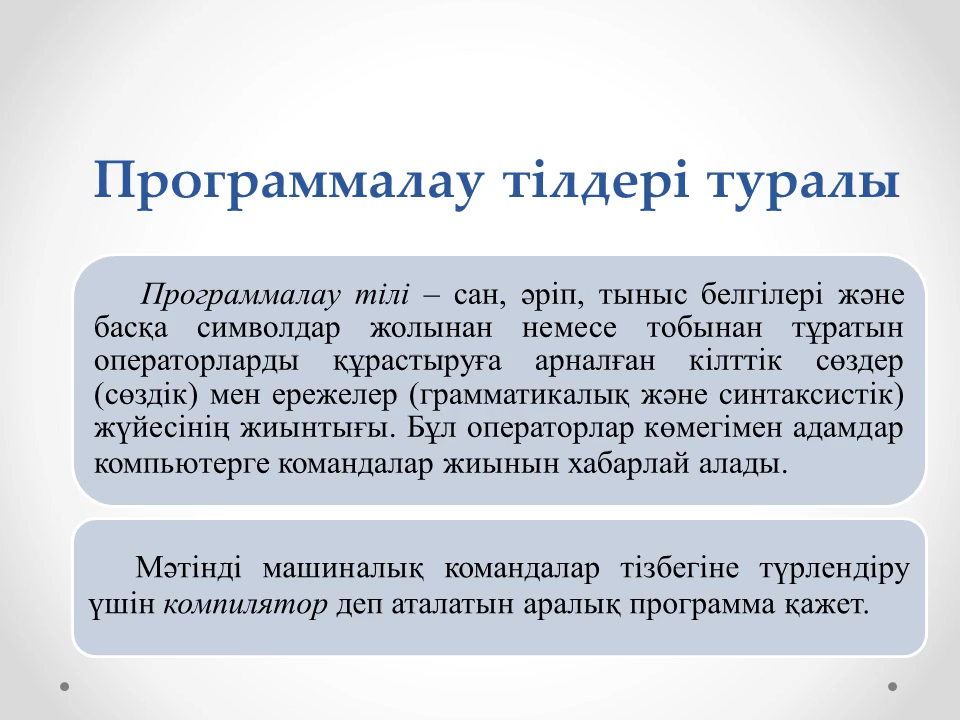 Программалау тілдері туралы
Программалау тілі – сан, әріп, тыныс белгілері және
басқа символдар жолынан немесе тобынан тұратын
операторларды құрастыруға арналған кілттік сөздер
(сөздік) мен ережелер (грамматикалық және синтаксистік)
жүйесінің жиынтығы. Бұл операторлар көмегімен адамдар
компьютерге командалар жиынын хабарлай алады.
Мәтінді машиналық командалар тізбегіне түрлендіру
үшін компилятор деп аталатын аралық программа қажет.